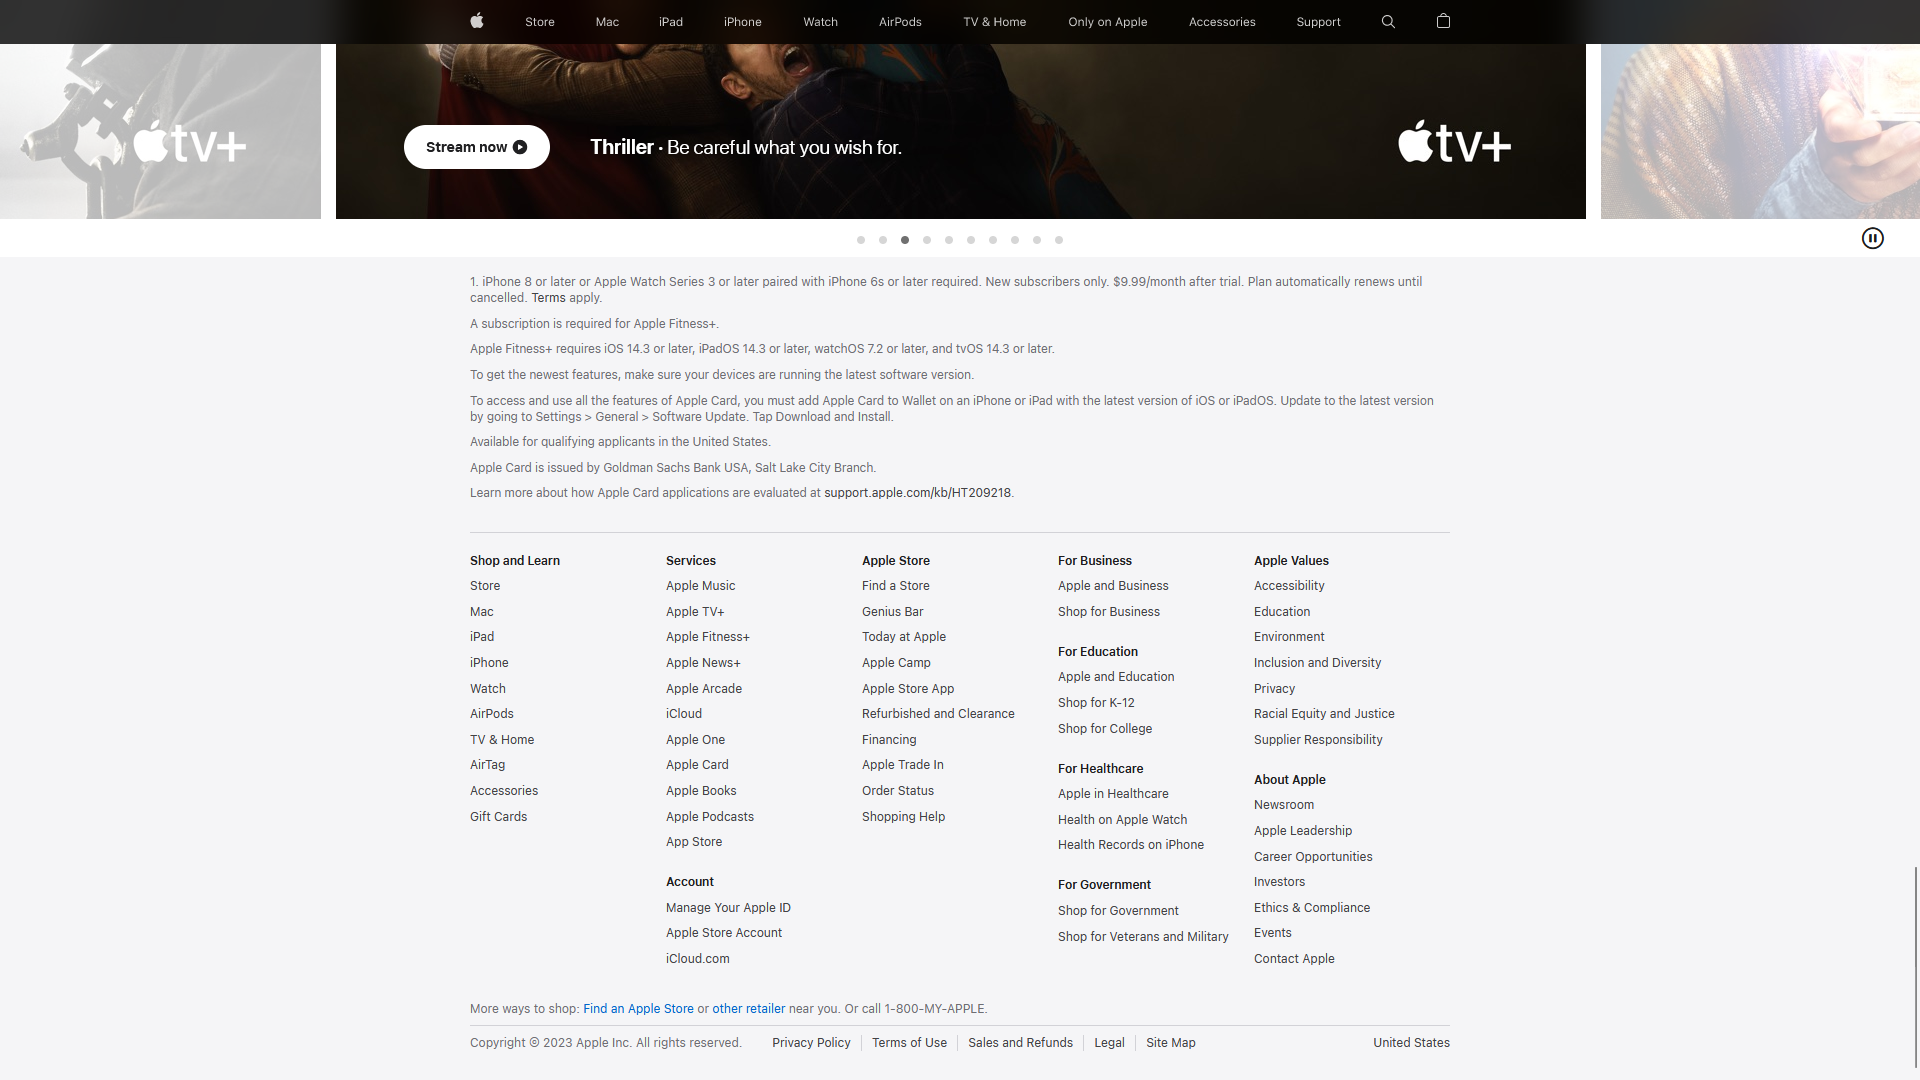 Store Mac iPad iPhone Watch AirPods TV & Home Only on Apple Accessories Support
tv+
Stream now
Thriller · Be careful what you wish for.
tv+
1. iPhone 8 or later or Apple Watch Series 3 or later paired with iPhone 6s or later required. New subscribers only. $9.99/month after trial. Plan automatically renews until
cancelled. Terms apply.
A subscription is required for Apple Fitness+.
Apple Fitness+ requires iOS 14.3 or later, iPadOS 14.3 or later, watchOS 7.2 or later, and tvOS 14.3 or later.
To get the newest features, make sure your devices are running the latest software version.
To access and use all the features of Apple Card, you must add Apple Card to Wallet on an iPhone or iPad with the latest version of iOS or iPadOS. Update to the latest version
by going to Settings > General > Software Update. Tap Download and Install.
Available for qualifying applicants in the United States.
Apple Card is issued by Goldman Sachs Bank USA, Salt Lake City Branch.
Learn more about how Apple Card applications are evaluated at support.apple.com/kb/HT209218.
Shop and Learn
Store
Mac
iPad
iPhone
Watch
AirPods
TV & Home
AirTag
Accessories
Gift Cards
Services
Apple Music
Apple TV+
Apple Fitness+
Apple News+
Apple Arcade
iCloud
Apple One
Apple Card
Apple Books
Apple Podcasts
App Store
Account
Manage Your Apple ID
Apple Store Account
iCloud.com
Apple Store
Find a Store
Genius Bar
Today at Apple
Apple Camp
Apple Store App
Refurbished and Clearance
Financing
Apple Trade In
Order Status
Shopping Help
For Business
Apple and Business
Shop for Business
For Education
Apple and Education
Shop for K-12
Shop for College
For Healthcare
Apple in Healthcare
Health on Apple Watch
Health Records on iPhone
For Government
Shop for Government
Shop for Veterans and Military
Apple Values
Accessibility
Education
Environment
Inclusion and Diversity
Privacy
Racial Equity and Justice
Supplier Responsibility
About Apple
Newsroom
Apple Leadership
Career Opportunities
Investors
Ethics & Compliance
Events
Contact Apple
More ways to shop: Find an Apple Store or other retailer near you. Or call 1-800-MY-APPLE.
Copyright © 2023 Apple Inc. All rights reserved. Privacy Policy Terms of Use Sales and Refunds Legal Site Map United States